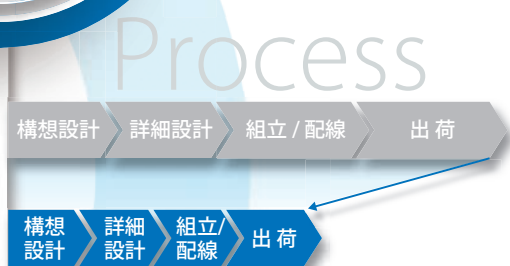 Process
構想設計 詳細設計 組立 / 配線 出 荷
構想 詳細 組立/ 出 荷
設計 設計 配線